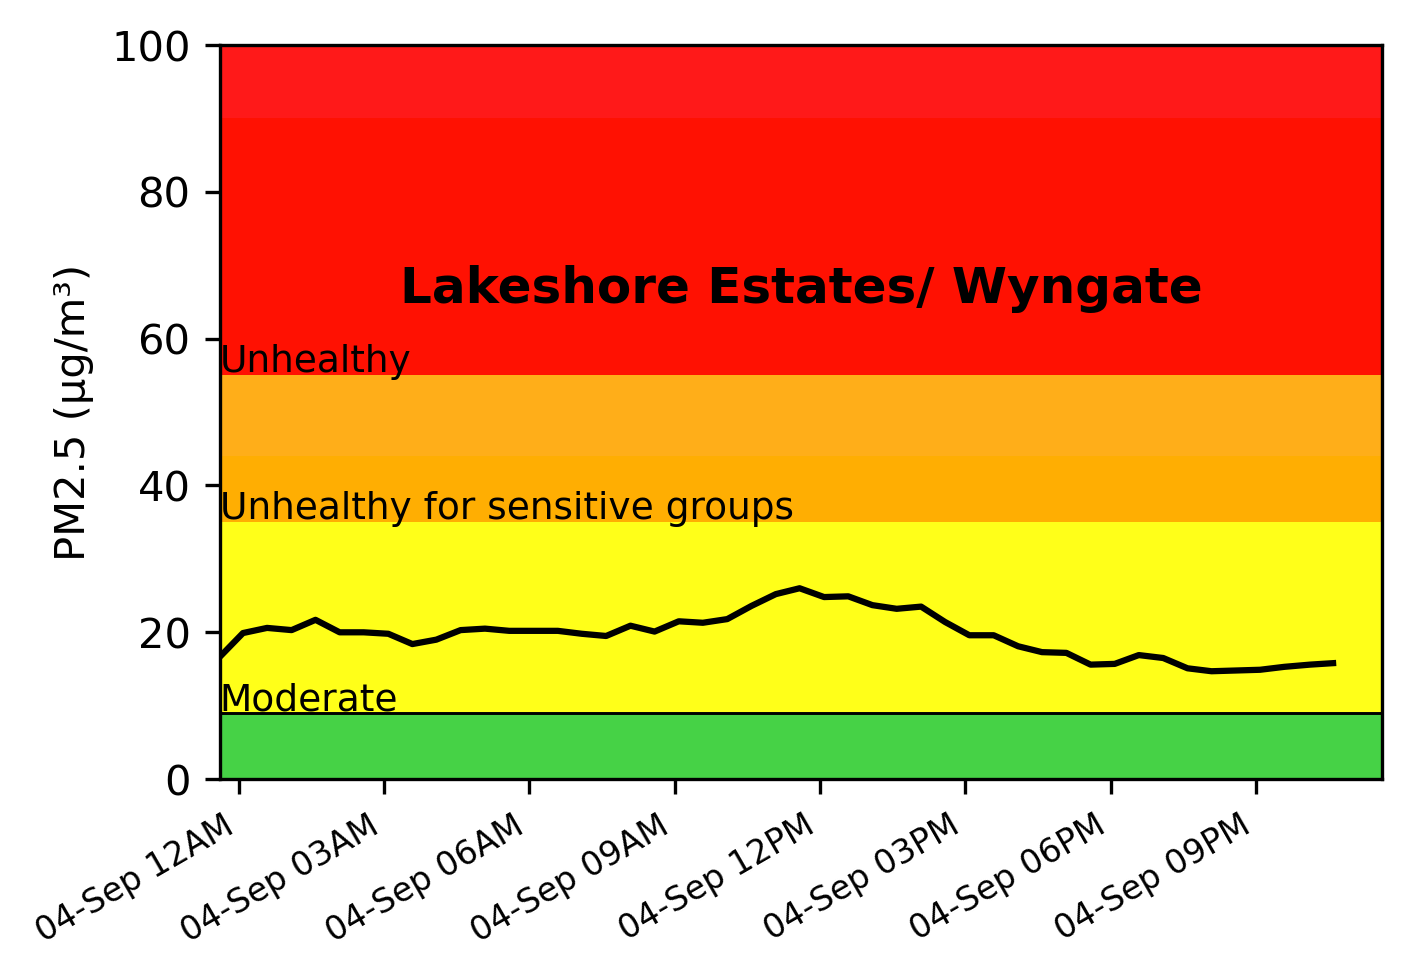 100
80
60
40
20
0
PM2.5 (µg/m³)
Lakeshore Estates/ Wyngate
Unhealthy
Unhealthy for sensitive groups
Moderate
04-Sep 12AM
04-Sep 03AM
04-Sep 06AM
04-Sep 09AM
04-Sep 12PM
04-Sep 03PM
04-Sep 06PM
04-Sep 09PM